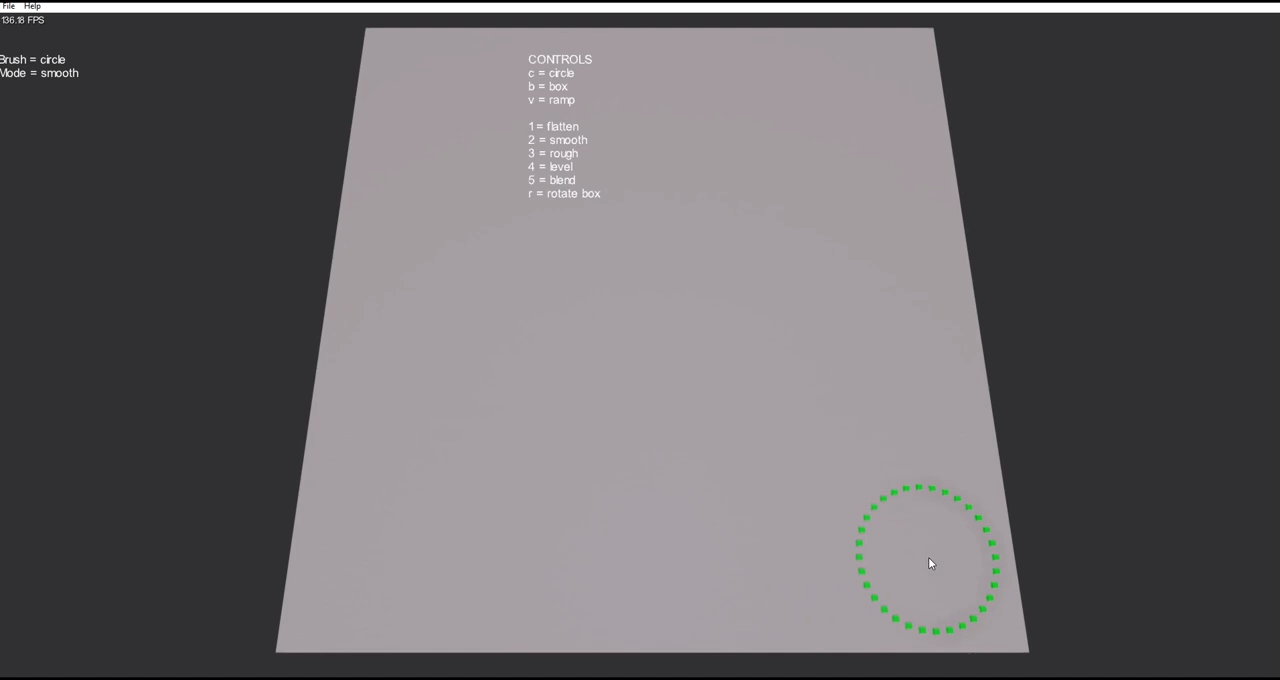 File Help
136.18 FPS
Brush = circle
Mode = smooth
CONTROLS
c = circle
b = box
v = ramp
1 = flatten
2 = smooth
3 = rough
4 = level
5 = blend
r = rotate box